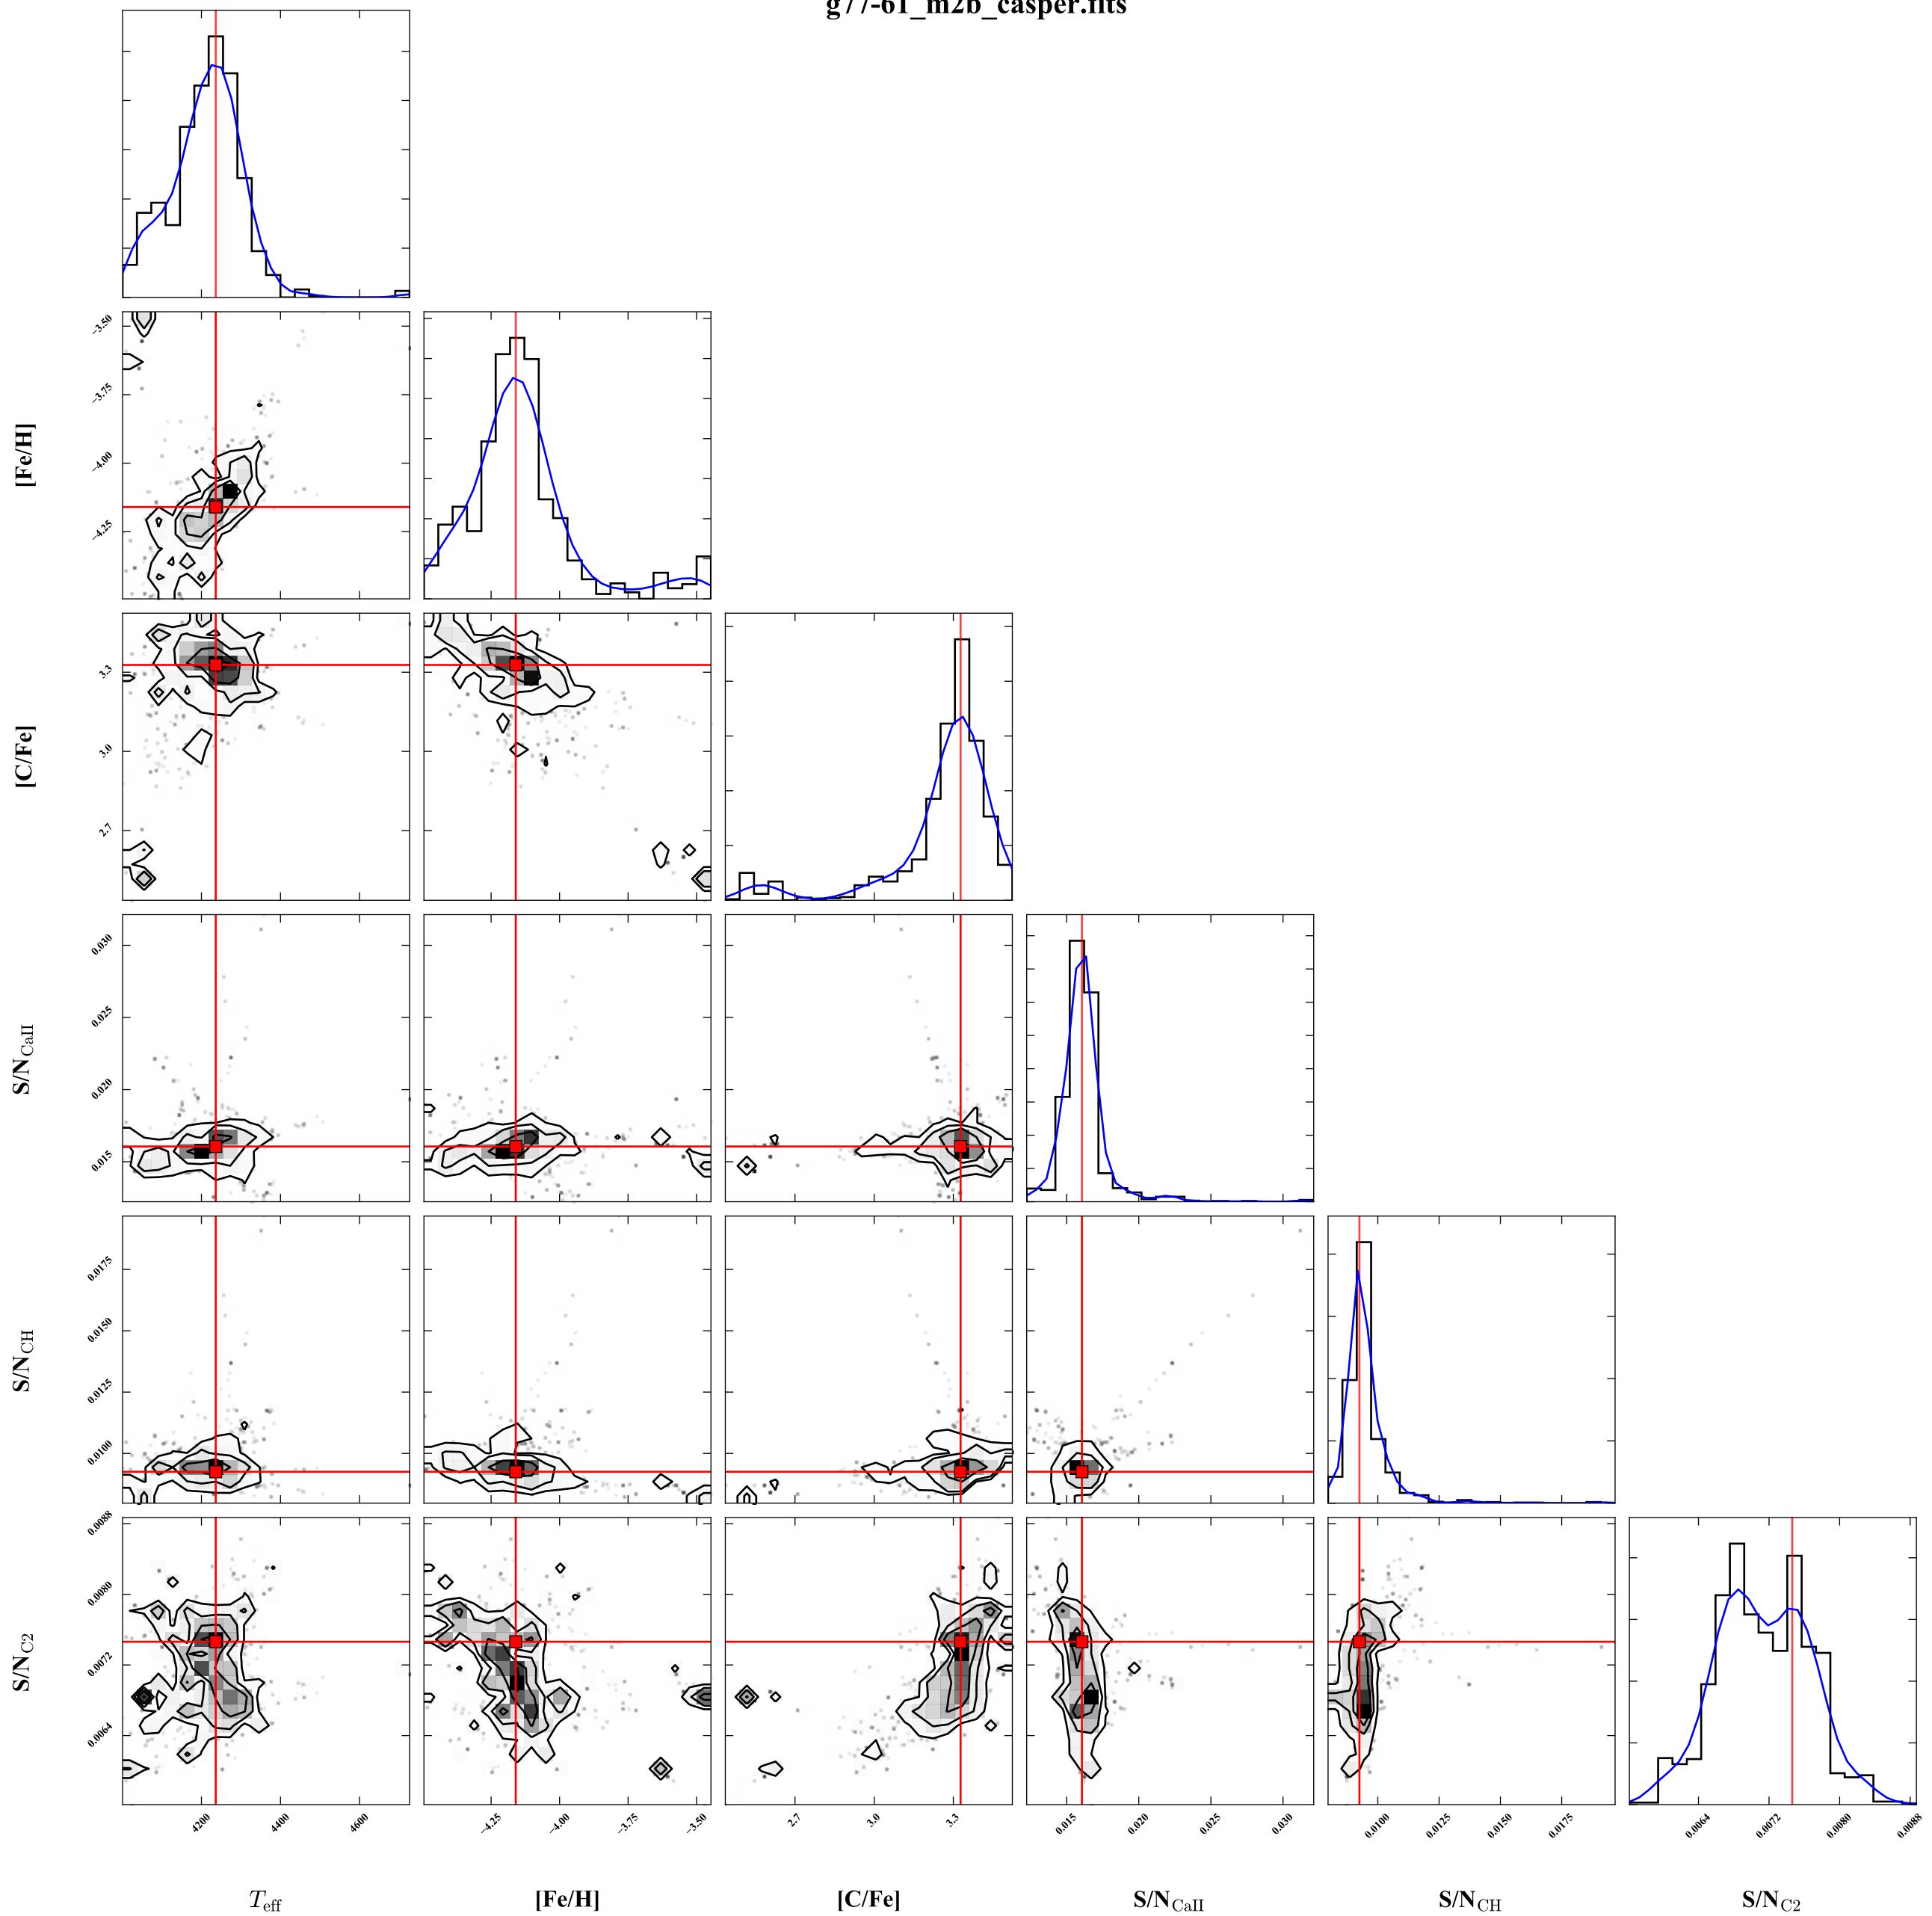 g77-61_m2b_casper.fits
[Fe/H]
−3.50
−3.75
−4.00
−4.25
[C/Fe]
3.3
3.0
2.7
S/N_CaII
0.030
0.025
0.020
0.015
S/N_CH
0.0175
0.0150
0.0125
0.0100
S/N_C2
0.0088
0.0080
0.0072
0.0064
4200 4400 4600 −4.25 −4.00 −3.75 −3.50 2.7 3.0 3.3 0.015 0.020 0.025 0.030 0.0100 0.0125 0.0150 0.0175 0.0064 0.0072 0.0080 0.0088
T_eff [Fe/H] [C/Fe] S/N_CaII S/N_CH S/N_C2